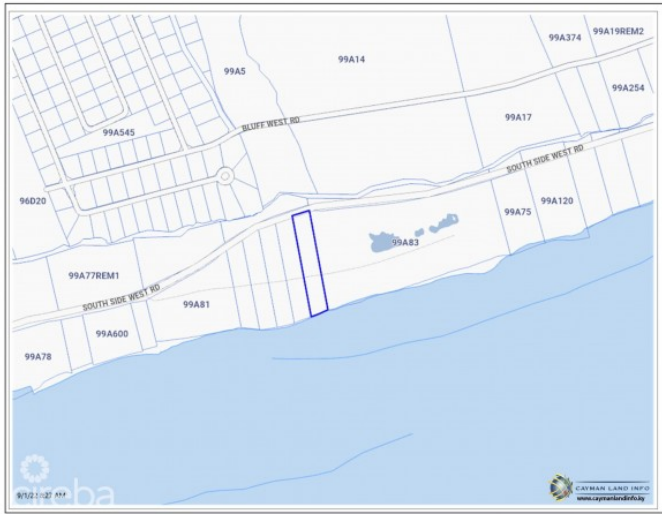 99A374
99A19REM2
99A14
99A5
99A254
BLUFF WEST RD
99A17
99A545
SOUTH SIDE WEST RD
96D20
99A75
99A120
99A83
99A77REM1
SOUTH SIDE WEST RD
99A81
99A600
99A78
cireba
CAYMAN LAND INFO
www.caymanlandinfo.ky